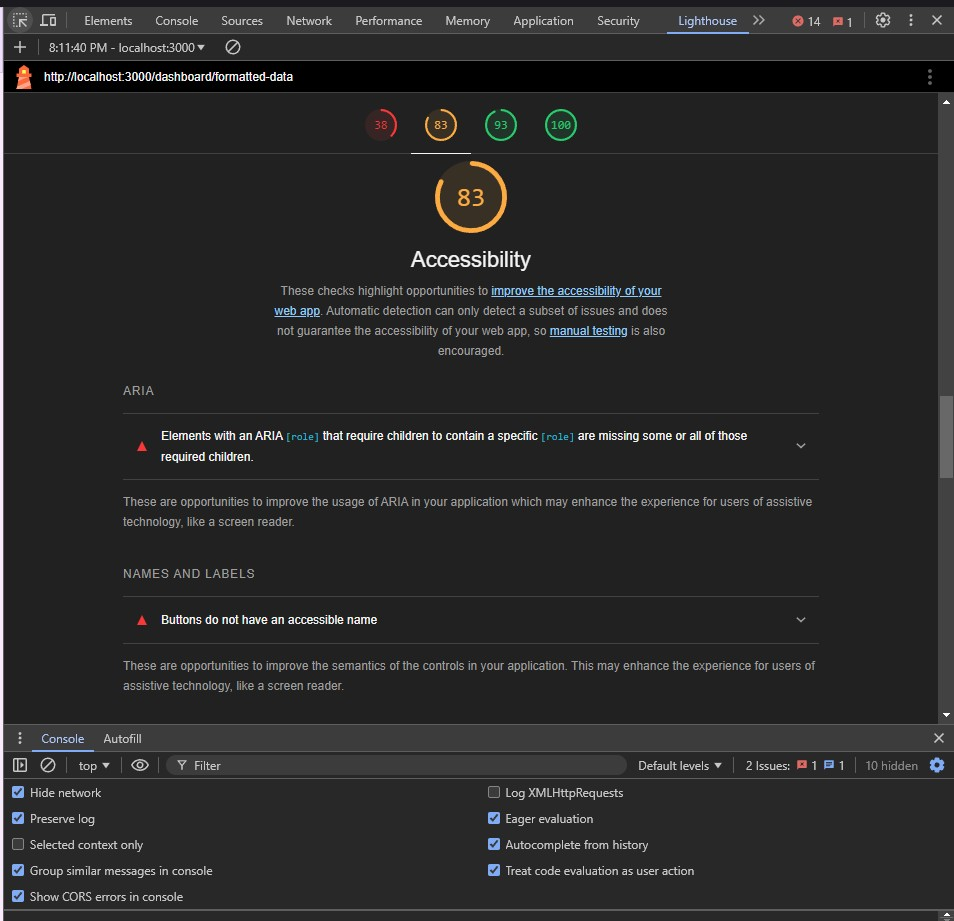 Elements Console Sources Network Performance Memory Application Security Lighthouse 14 1
8:11:40 PM - localhost:3000
http://localhost:3000/dashboard/formatted-data
38 83 93 100
83
Accessibility
These checks highlight opportunities to improve the accessibility of your
web app. Automatic detection can only detect a subset of issues and does
not guarantee the accessibility of your web app, so manual testing is also
encouraged.
ARIA
Elements with an ARIA [role] that require children to contain a specific [role] are missing some or all of those
required children.
These are opportunities to improve the usage of ARIA in your application which may enhance the experience for users of assistive
technology, like a screen reader.
NAMES AND LABELS
Buttons do not have an accessible name
These are opportunities to improve the semantics of the controls in your application. This may enhance the experience for users of
assistive technology, like a screen reader.
Console Autofill
top Filter Default levels 2 Issues: 1 1 10 hidden
Hide network Log XMLHttpRequests
Preserve log Eager evaluation
Selected context only Autocomplete from history
Group similar messages in console Treat code evaluation as user action
Show CORS errors in console